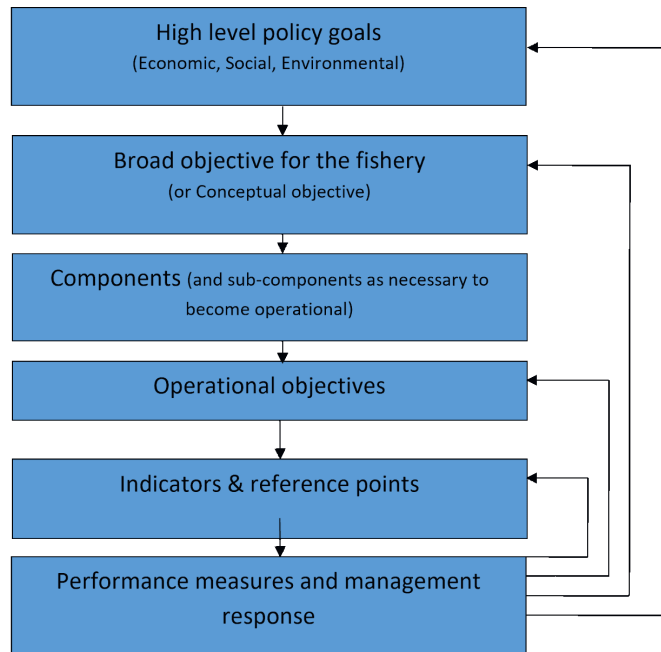 High level policy goals
(Economic, Social, Environmental)
Broad objective for the fishery
(or Conceptual objective)
Components (and sub-components as necessary to
become operational)
Operational objectives
Indicators & reference points
Performance measures and management
response